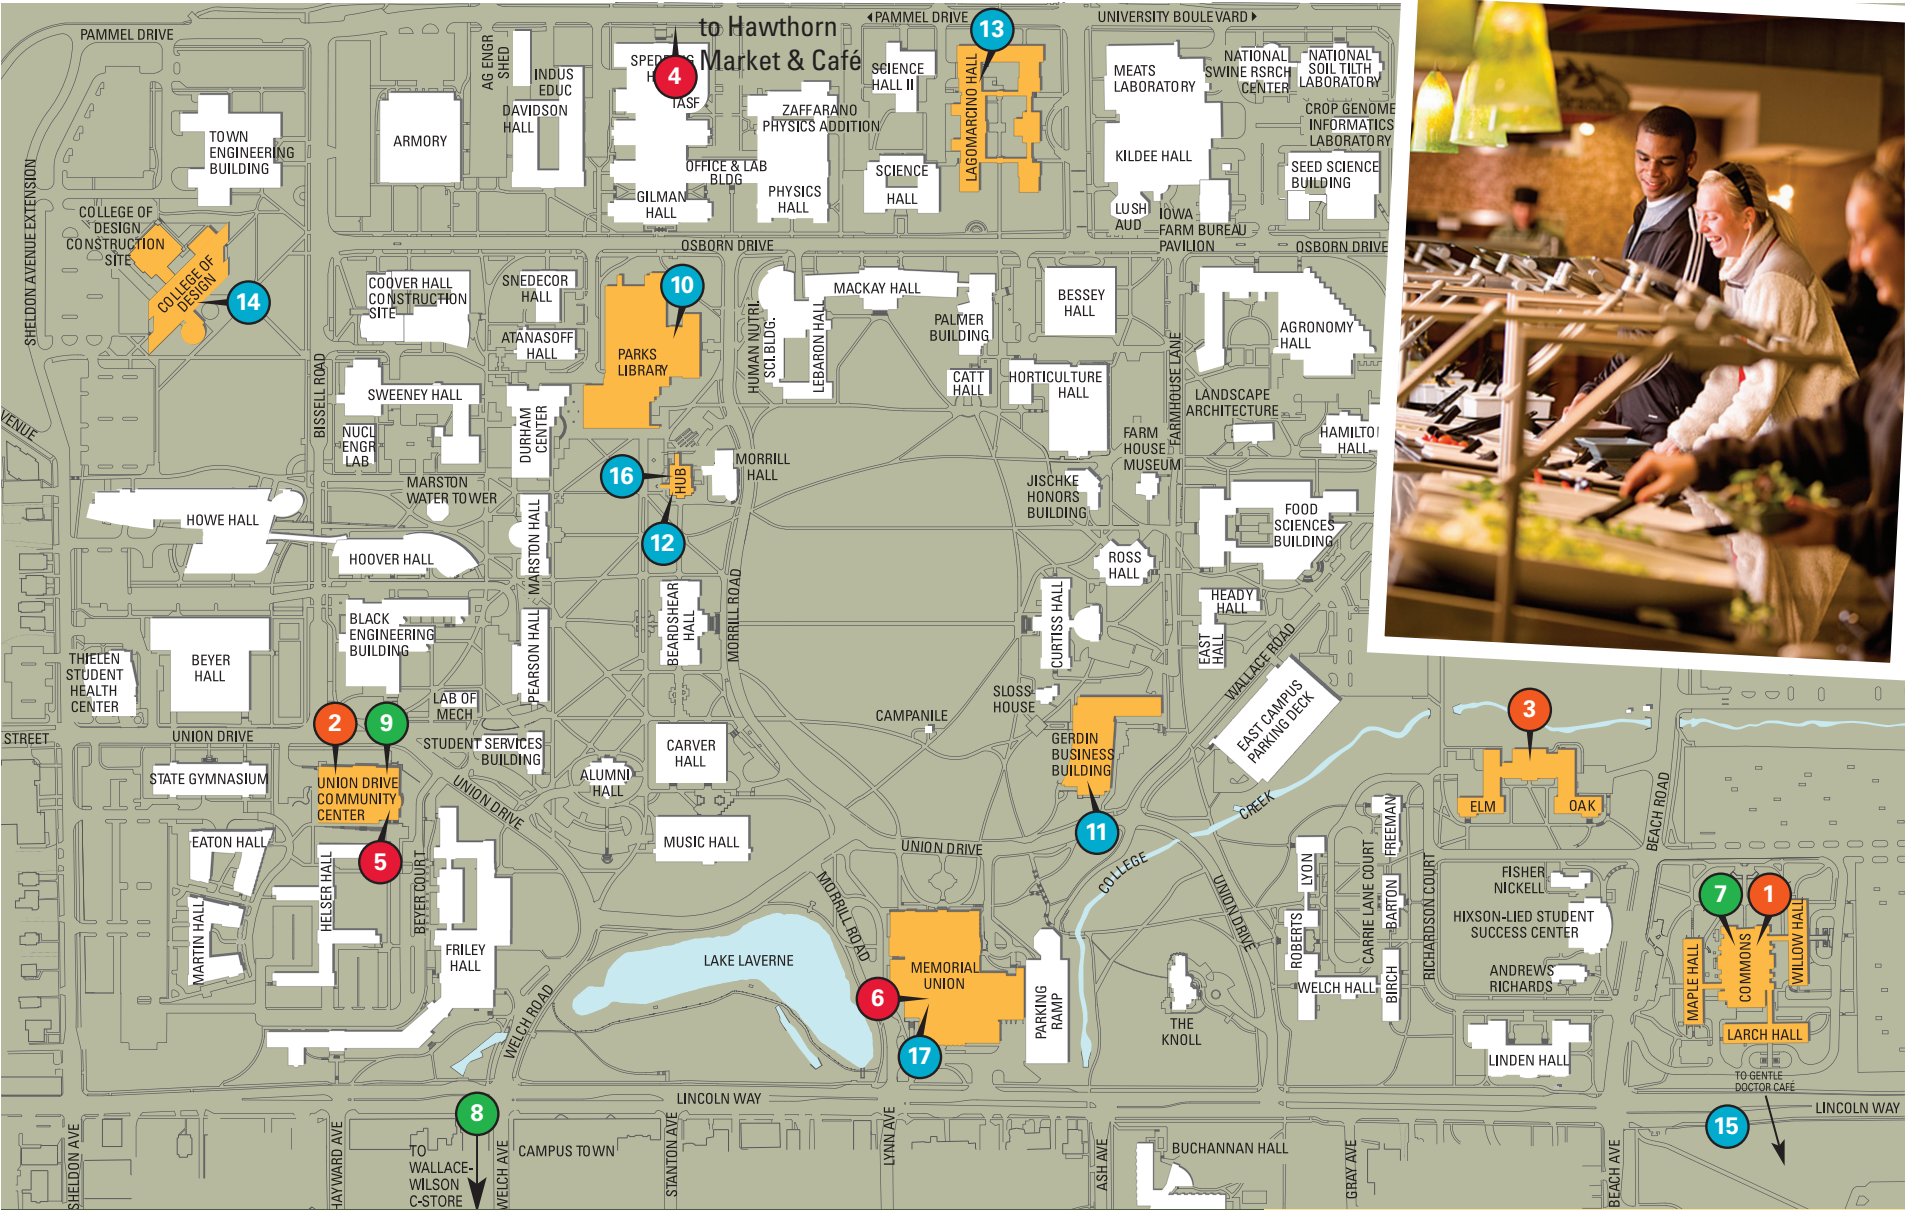 to Hawthorn
Market & Café
PAMMEL DRIVE
UNIVERSITY BOULEVARD
PAMMEL DRIVE
13
4
AG ENGR
SHED
INDUS
EDUC
DAVIDSON
HALL
TASF
SCIENCE
HALL II
LAGOMARCINO HALL
MEATS
LABORATORY
NATIONAL
SWINE RSRCH
CENTER
NATIONAL
SOIL TILTH
LABORATORY
CROP GENOME
INFORMATICS
LABORATORY
TOWN
ENGINEERING
BUILDING
ARMORY
ZAFFARANO
PHYSICS ADDITION
OFFICE & LAB
BLDG
PHYSICS
HALL
GILMAN
HALL
SCIENCE
HALL
KILDEE HALL
SEED SCIENCE
BUILDING
LUSH
AUD
IOWA
FARM BUREAU
PAVILION
SHELDON AVENUE EXTENSION
COLLEGE OF
DESIGN
CONSTRUCTION
SITE
COLLEGE OF
DESIGN
14
OSBORN DRIVE
OSBORN DRIVE
COOVER HALL
CONSTRUCTION
SITE
SNEDECOR
HALL
ATANASOFF
HALL
10
PARKS
LIBRARY
HUMAN NUTRI.
SCI.BLDG.
LEBARON HALL
MACKAY HALL
PALMER
BUILDING
BESSEY
HALL
AGRONOMY
HALL
FARMHOUSE LANE
BISSELL ROAD
SWEENEY HALL
NUCL
ENGR
LAB
DURHAM
CENTER
CATT
HALL
HORTICULTURE
HALL
LANDSCAPE
ARCHITECTURE
FARM
HOUSE
MUSEUM
MARSTON
WATER TOWER
16
HUB
12
MORRILL
HALL
JISCHKE
HONORS
BUILDING
FOOD
SCIENCES
BUILDING
HOWE HALL
HOOVER HALL
MARSTON HALL
ROSS
HALL
HEADY
HALL
EAST
HALL
BLACK
ENGINEERING
BUILDING
PEARSON HALL
BEARDSHEAR
HALL
MORRILL ROAD
CURTISS HALL
WALLACE ROAD
THIELEN
STUDENT
HEALTH
CENTER
BEYER
HALL
LAB OF
MECH
SLOSS
HOUSE
EAST CAMPUS
PARKING DECK
2
9
3
CAMPANILE
STREET
UNION DRIVE
STUDENT SERVICES
BUILDING
CARVER
HALL
GERDIN
BUSINESS
BUILDING
STATE GYMNASIUM
UNION DRIVE
COMMUNITY
CENTER
UNION DRIVE
ALUMNI
HALL
ELM
OAK
CREEK
BEACH ROAD
11
5
EATON HALL
MUSIC HALL
UNION DRIVE
COLLEGE
UNION DRIVE
LYON
CARRIE LANE COURT
FREEMAN
BARTON
BIRCH
RICHARDSON COURT
ROBERTS
WELCH HALL
FISHER
NICKELL
HIXSON-LIED STUDENT
SUCCESS CENTER
ANDREWS
RICHARDS
LINDEN HALL
7
1
MAPLE HALL
COMMONS
WILLOW HALL
LARCH HALL
MARTIN HALL
HELSER HALL
BEYER COURT
FRILEY
HALL
WELCH ROAD
LAKE LAVERNE
MORRILL ROAD
6
MEMORIAL
UNION
17
PARKING
RAMP
THE
KNOLL
TO GENTLE
DOCTOR CAFÉ
15
LINCOLN WAY
LINCOLN WAY
8
TO
WALLACE-
WILSON
C-STORE
SHELDON AVE
HAYWARD AVE
WELCH AVE
CAMPUS TOWN
STANTON AVE
LYNN AVE
ASH AVE
BUCHANNAN HALL
GRAY AVE
BEACH AVE